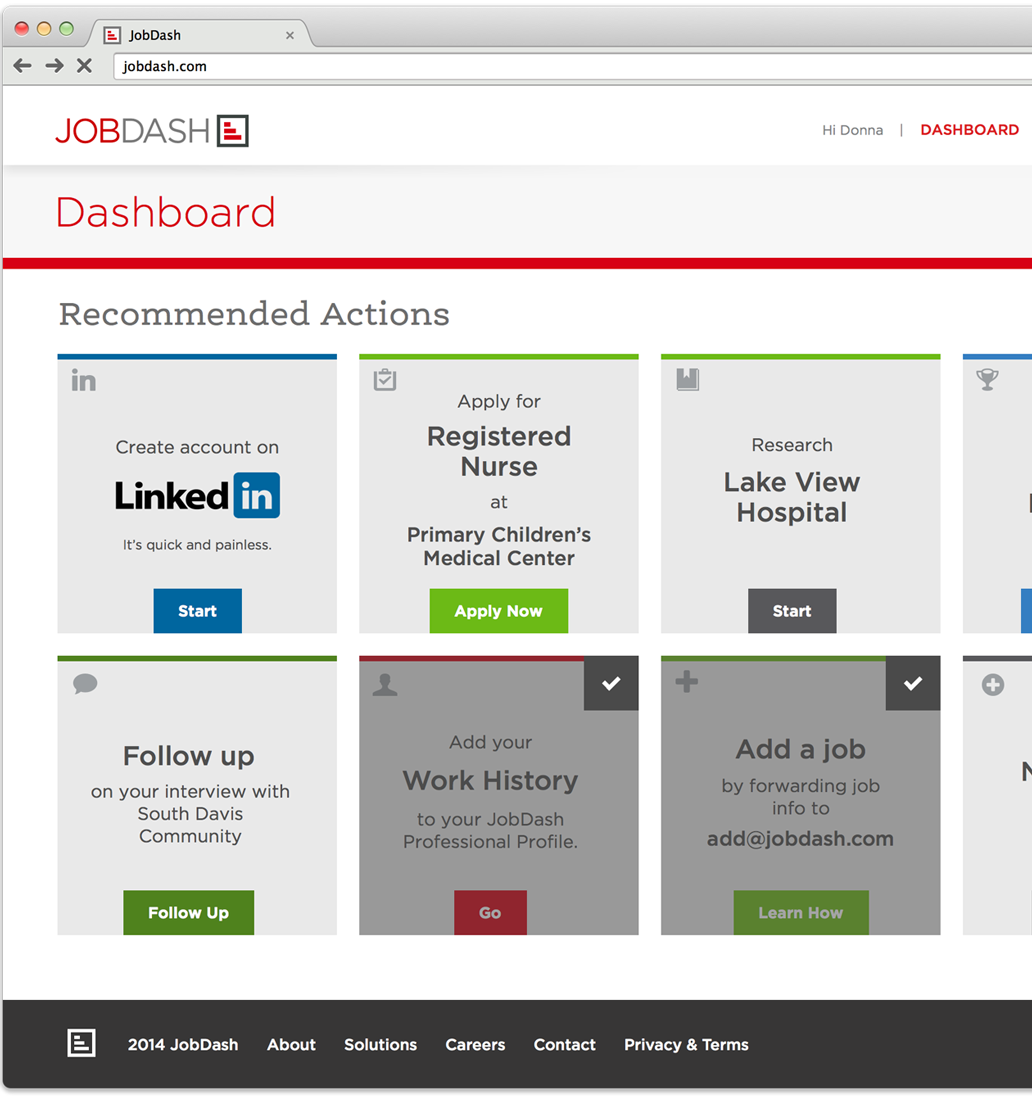 JobDash
jobdash.com
JOBDASH
Hi Donna | DASHBOARD
Dashboard
Recommended Actions
in
Create account on
Linked in
It's quick and painless.
Start
Apply for
Registered
Nurse
at
Primary Children's
Medical Center
Apply Now
Research
Lake View
Hospital
Start
Follow up
on your interview with
South Davis
Community
Follow Up
Add your
Work History
to your JobDash
Professional Profile.
Go
Add a job
by forwarding job
info to
add@jobdash.com
Learn How
2014 JobDash About Solutions Careers Contact Privacy & Terms